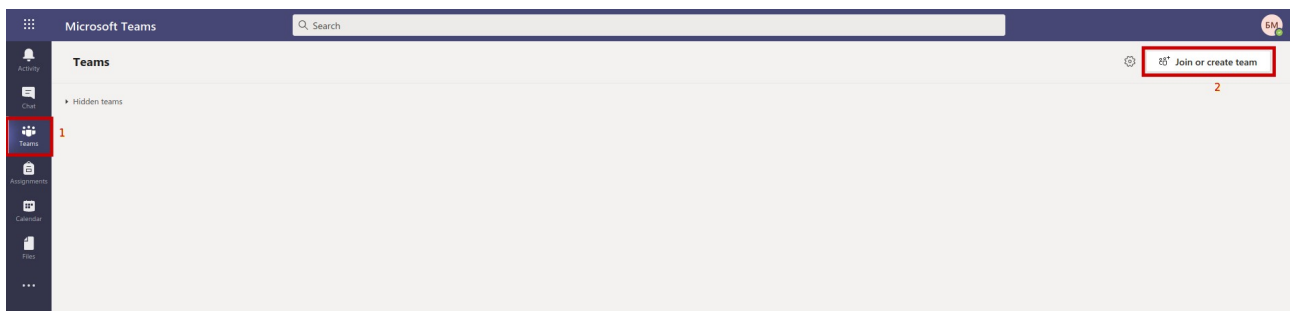 Microsoft Teams
Search
БМ
Activity
Teams
Join or create team
2
Chat
Hidden teams
Teams
1
Assignments
Calendar
Files